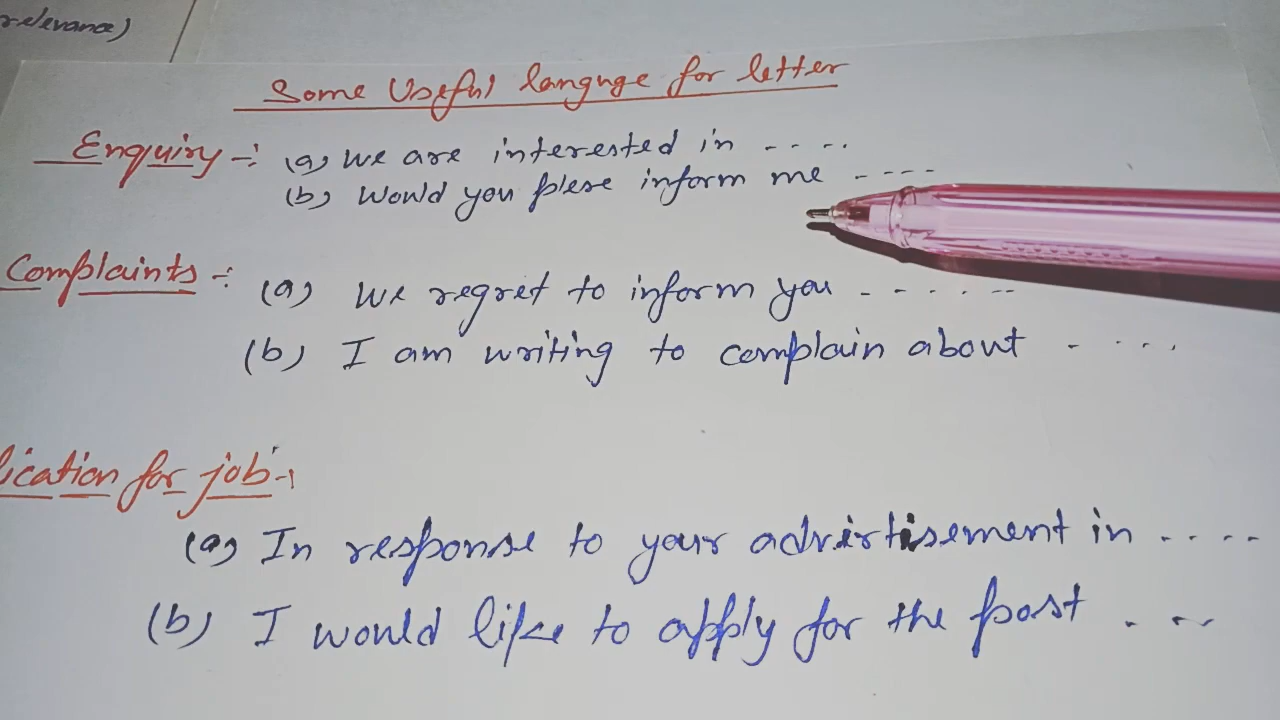 relevance)
Some Useful langnge for letter
Enquiry -: (a) We are interested in ----
(b) Would you plese inform me ----
Complaints -: (a) We regret to inform you ------
(b) I am writing to complain about - ...
lication for job -:
(a) In response to your advirtisement in ----
(b) I would like to apply for the post ...